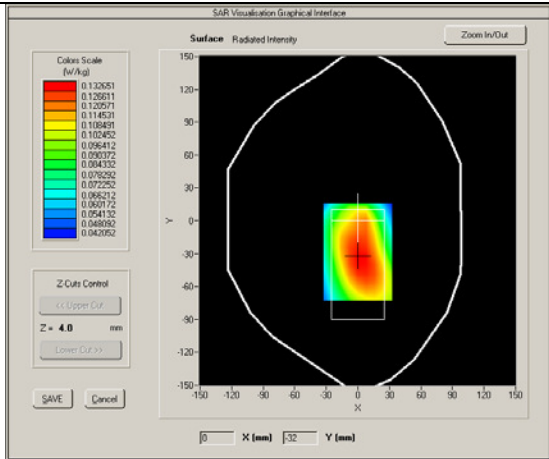 SAR Visualisation Graphical Interface
Surface Radiated Intensity
Zoom In/Out
Colors Scale
(W/kg)
0.132651
0.126611
0.120571
0.114531
0.108491
0.102452
0.096412
0.090372
0.084332
0.078292
0.072252
0.066212
0.060172
0.054132
0.048092
0.042052
Z-Cuts Control
<< Upper Cut
Z = 4.0 mm
Lower Cut >>
SAVE
Cancel
150
120
90
60
30
0
-30
-60
-90
-120
-150
Y
-150 -120 -90 -60 -30 0 30 60 90 120 150
X
0 X (mm) -32 Y (mm)